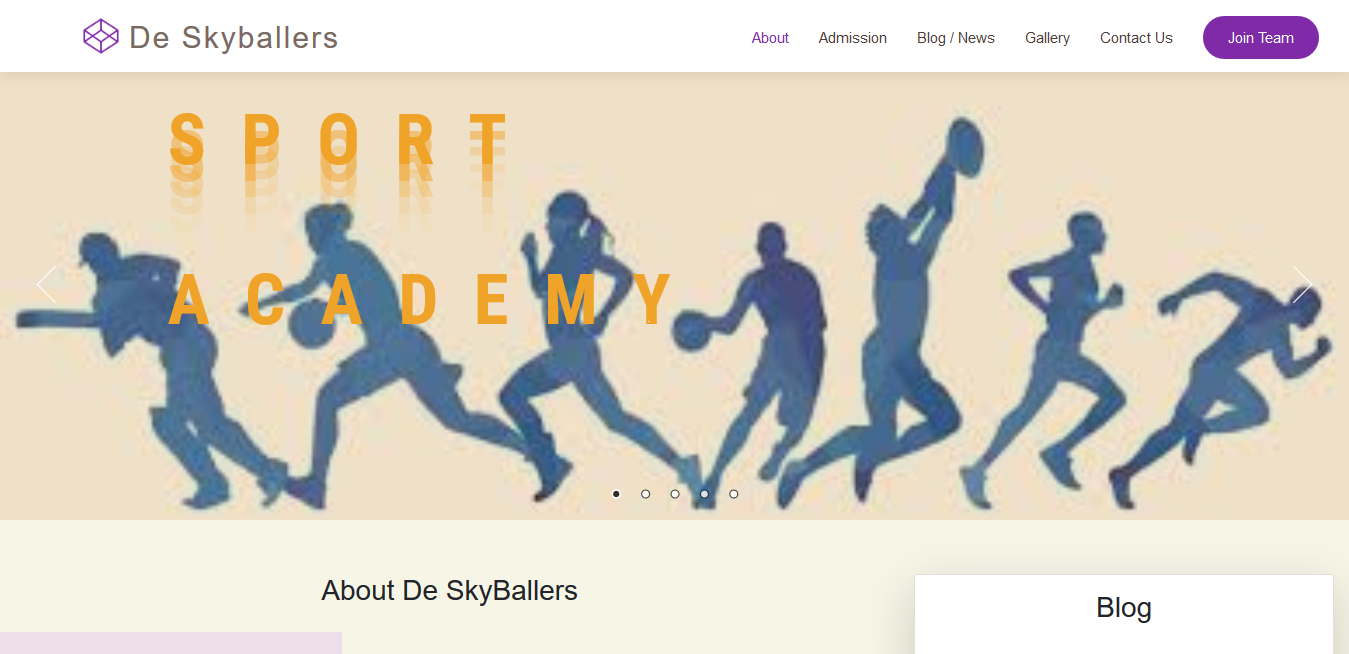 De Skyballers
About Admission Blog / News Gallery Contact Us Join Team
SPORT
ACADEMY
About De SkyBallers
Blog